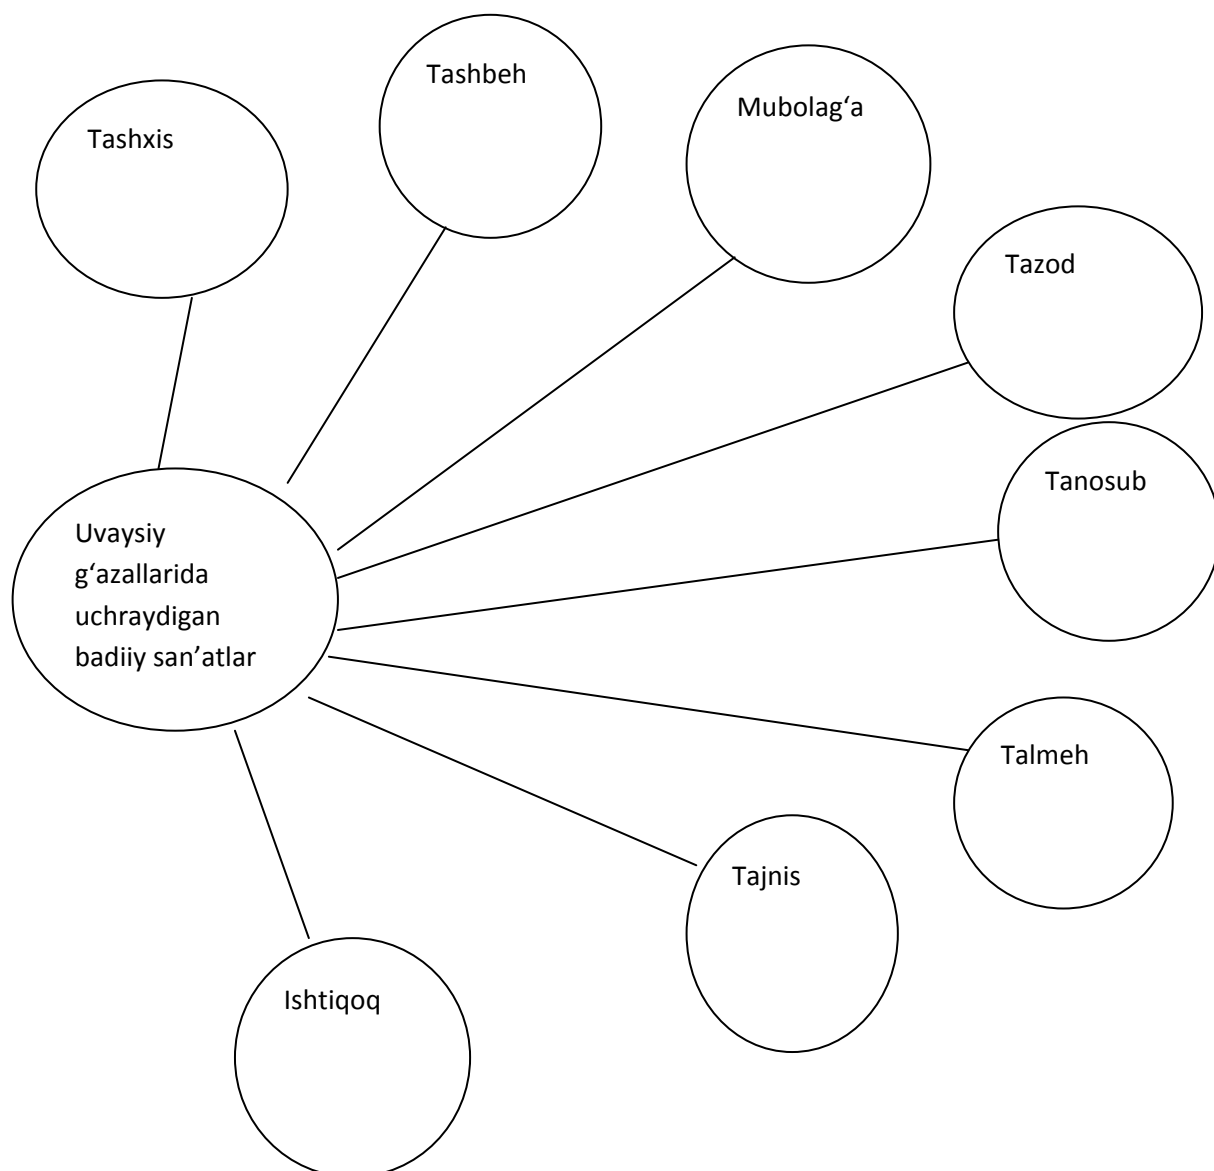 Tashbeh
Mubolag‘a
Tashxis
Tazod
Tanosub
Uvaysiy
g‘azallarida
uchraydigan
badiiy san’atlar
Talmeh
Tajnis
Ishtiqoq